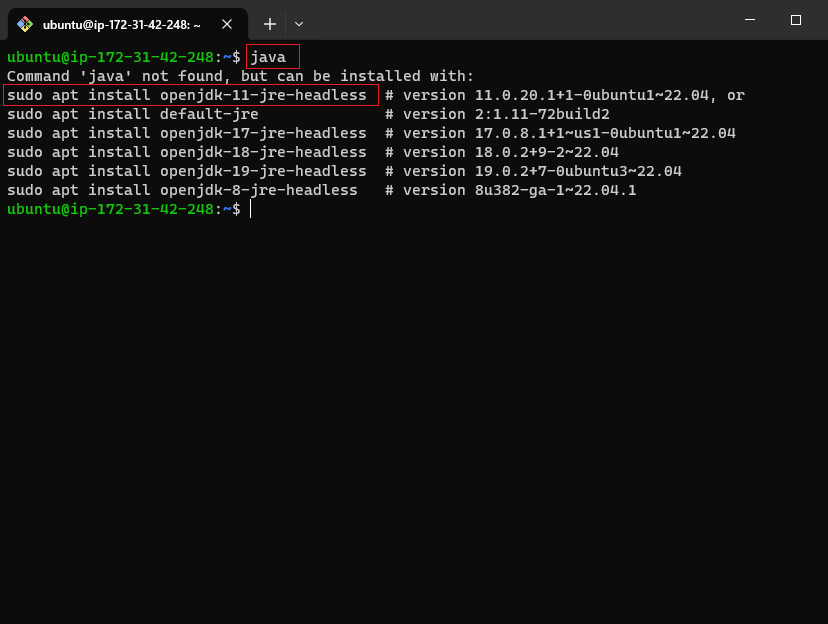 ubuntu@ip-172-31-42-248: ~
ubuntu@ip-172-31-42-248:~$ java
Command 'java' not found, but can be installed with:
sudo apt install openjdk-11-jre-headless  # version 11.0.20.1+1-0ubuntu1~22.04, or
sudo apt install default-jre              # version 2:1.11-72build2
sudo apt install openjdk-17-jre-headless  # version 17.0.8.1+1~us1-0ubuntu1~22.04
sudo apt install openjdk-18-jre-headless  # version 18.0.2+9-2~22.04
sudo apt install openjdk-19-jre-headless  # version 19.0.2+7-0ubuntu3~22.04
sudo apt install openjdk-8-jre-headless   # version 8u382-ga-1~22.04.1
ubuntu@ip-172-31-42-248:~$